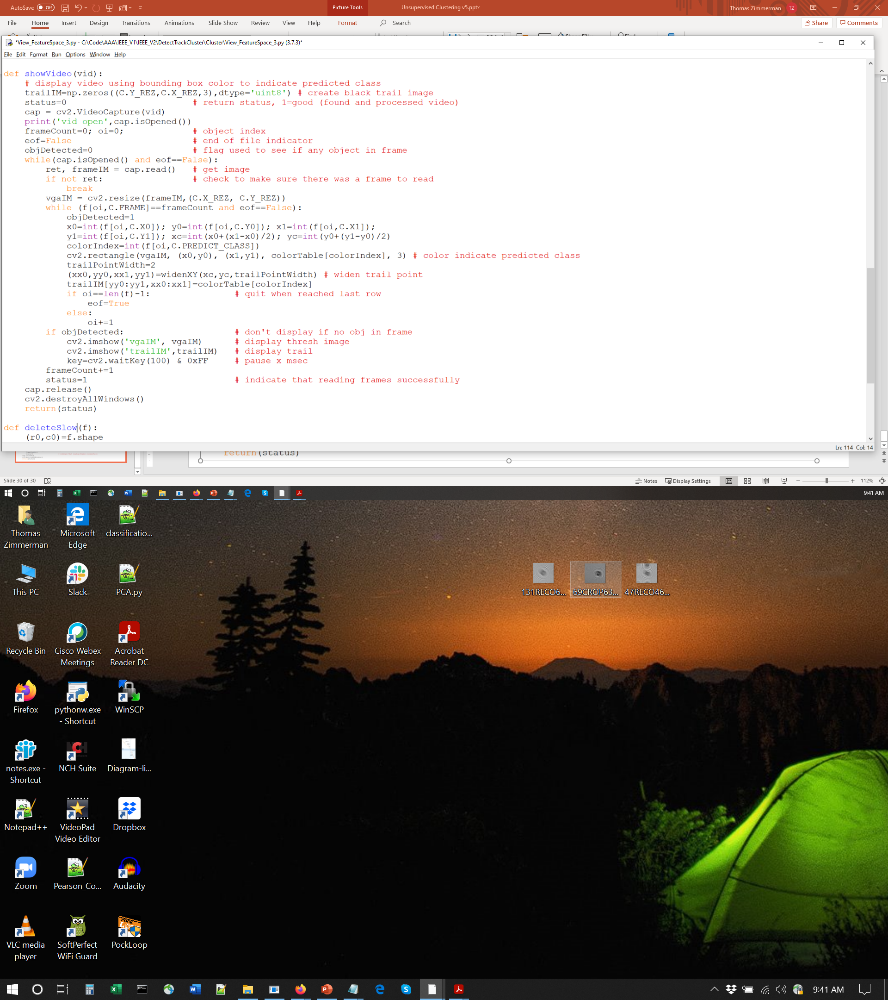 AutoSave Off
Picture Tools
Unsupervised Clustering v5.pptx
Thomas Zimmerman TZ
File Home Insert Design Transitions Animations Slide Show Review View Help Format Search Share Comments
*View_FeatureSpace_3.py - C:\Code\AAA\IEEE_V1\IEEE_V2\DetectTrackCluster\Cluster\View_FeatureSpace_3.py (3.7.3)*
File Edit Format Run Options Window Help
def showVideo(vid):
    # display video using bounding box color to indicate predicted class
    trailIM=np.zeros((C.Y_REZ,C.X_REZ,3),dtype='uint8') # create black trail image
    status=0                        # return status, 1=good (found and processed video)
    cap = cv2.VideoCapture(vid)
    print('vid open',cap.isOpened())
    frameCount=0; oi=0;             # object index
    eof=False                       # end of file indicator
    objDetected=0                   # flag used to see if any object in frame
    while(cap.isOpened() and eof==False):
        ret, frameIM = cap.read()   # get image
        if not ret:                 # check to make sure there was a frame to read
            break
        vgaIM = cv2.resize(frameIM,(C.X_REZ, C.Y_REZ))
        while (f[oi,C.FRAME]==frameCount and eof==False):
            objDetected=1
            x0=int(f[oi,C.X0]); y0=int(f[oi,C.Y0]); x1=int(f[oi,C.X1]);
            y1=int(f[oi,C.Y1]); xc=int(x0+(x1-x0)/2); yc=int(y0+(y1-y0)/2)
            colorIndex=int(f[oi,C.PREDICT_CLASS])
            cv2.rectangle(vgaIM, (x0,y0), (x1,y1), colorTable[colorIndex], 3) # color indicate predicted class
            trailPointWidth=2
            (xx0,yy0,xx1,yy1)=widenXY(xc,yc,trailPointWidth) # widen trail point
            trailIM[yy0:yy1,xx0:xx1]=colorTable[colorIndex]
            if oi==len(f)-1:                # quit when reached last row
                eof=True
            else:
                oi+=1
        if objDetected:                     # don't display if no obj in frame
            cv2.imshow('vgaIM', vgaIM)      # display thresh image
            cv2.imshow('trailIM',trailIM)   # display trail
            key=cv2.waitKey(100) & 0xFF     # pause x msec
        frameCount+=1
        status=1                            # indicate that reading frames successfully
    cap.release()
    cv2.destroyAllWindows()
    return(status)
def deleteSlow(f):
    (r0,c0)=f.shape
Ln: 114 Col: 14
return(status)
Slide 30 of 30
Notes Display Settings 112%
9:41 AM
Thomas Zimmerman
Microsoft Edge
classificatio...
This PC
Slack
PCA.py
131RECO6...
69CROP63...
47RECO46...
Recycle Bin
Cisco Webex Meetings
Acrobat Reader DC
Firefox
pythonw.exe - Shortcut
WinSCP
notes.exe - Shortcut
NCH Suite
Diagram-li...
Notepad++
VideoPad Video Editor
Dropbox
Zoom
Pearson_Co...
Audacity
VLC media player
SoftPerfect WiFi Guard
PockLoop
9:41 AM